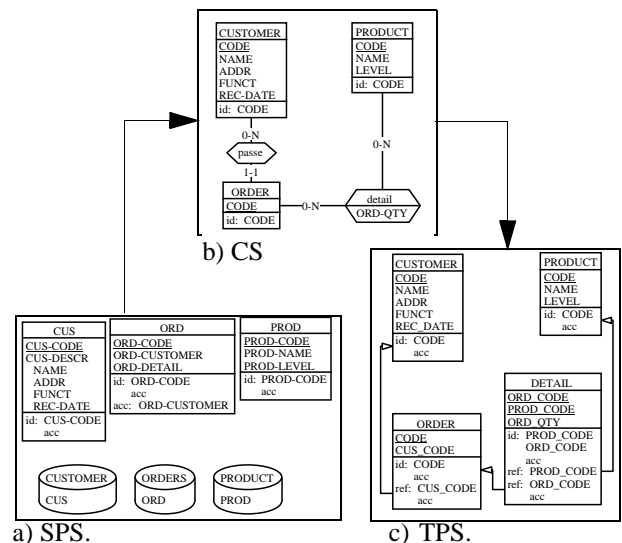 CUSTOMER
CODE
NAME
ADDR
FUNCT
REC-DATE
id: CODE
PRODUCT
CODE
NAME
LEVEL
id: CODE
0-N
passe
1-1
0-N
ORDER
CODE
id: CODE
0-N
detail
ORD-QTY
b) CS
CUS
CUS-CODE
CUS-DESCR
NAME
ADDR
FUNCT
REC-DATE
id: CUS-CODE
acc
ORD
ORD-CODE
ORD-CUSTOMER
ORD-DETAIL
id: ORD-CODE
acc
acc: ORD-CUSTOMER
PROD
PROD-CODE
PROD-NAME
PROD-LEVEL
id: PROD-CODE
acc
CUSTOMER
CUS
ORDERS
ORD
PRODUCT
PROD
a) SPS.
CUSTOMER
CODE
NAME
ADDR
FUNCT
REC_DATE
id: CODE
acc
PRODUCT
CODE
NAME
LEVEL
id: CODE
acc
ORDER
CODE
CUS_CODE
id: CODE
acc
ref: CUS_CODE
acc
DETAIL
ORD_CODE
PROD_CODE
ORD_QTY
id: PROD_CODE
ORD_CODE
acc
ref: PROD_CODE
ref: ORD_CODE
acc
c) TPS.